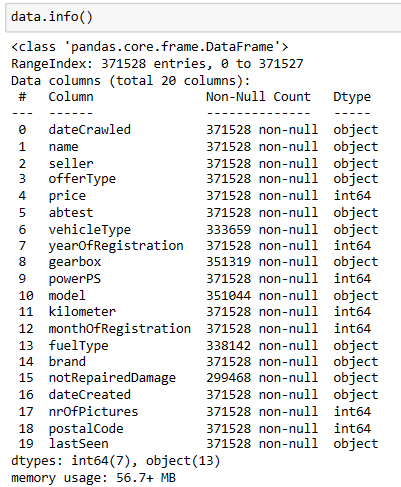 data.info()
<class 'pandas.core.frame.DataFrame'>
RangeIndex: 371528 entries, 0 to 371527
Data columns (total 20 columns):
 #   Column               Non-Null Count   Dtype
---  ------               --------------   -----
 0   dateCrawled          371528 non-null  object
 1   name                 371528 non-null  object
 2   seller               371528 non-null  object
 3   offerType            371528 non-null  object
 4   price                371528 non-null  int64
 5   abtest               371528 non-null  object
 6   vehicleType          333659 non-null  object
 7   yearOfRegistration   371528 non-null  int64
 8   gearbox              351319 non-null  object
 9   powerPS              371528 non-null  int64
 10  model                351044 non-null  object
 11  kilometer            371528 non-null  int64
 12  monthOfRegistration  371528 non-null  int64
 13  fuelType             338142 non-null  object
 14  brand                371528 non-null  object
 15  notRepairedDamage    299468 non-null  object
 16  dateCreated          371528 non-null  object
 17  nrOfPictures         371528 non-null  int64
 18  postalCode           371528 non-null  int64
 19  lastSeen             371528 non-null  object
dtypes: int64(7), object(13)
memory usage: 56.7+ MB